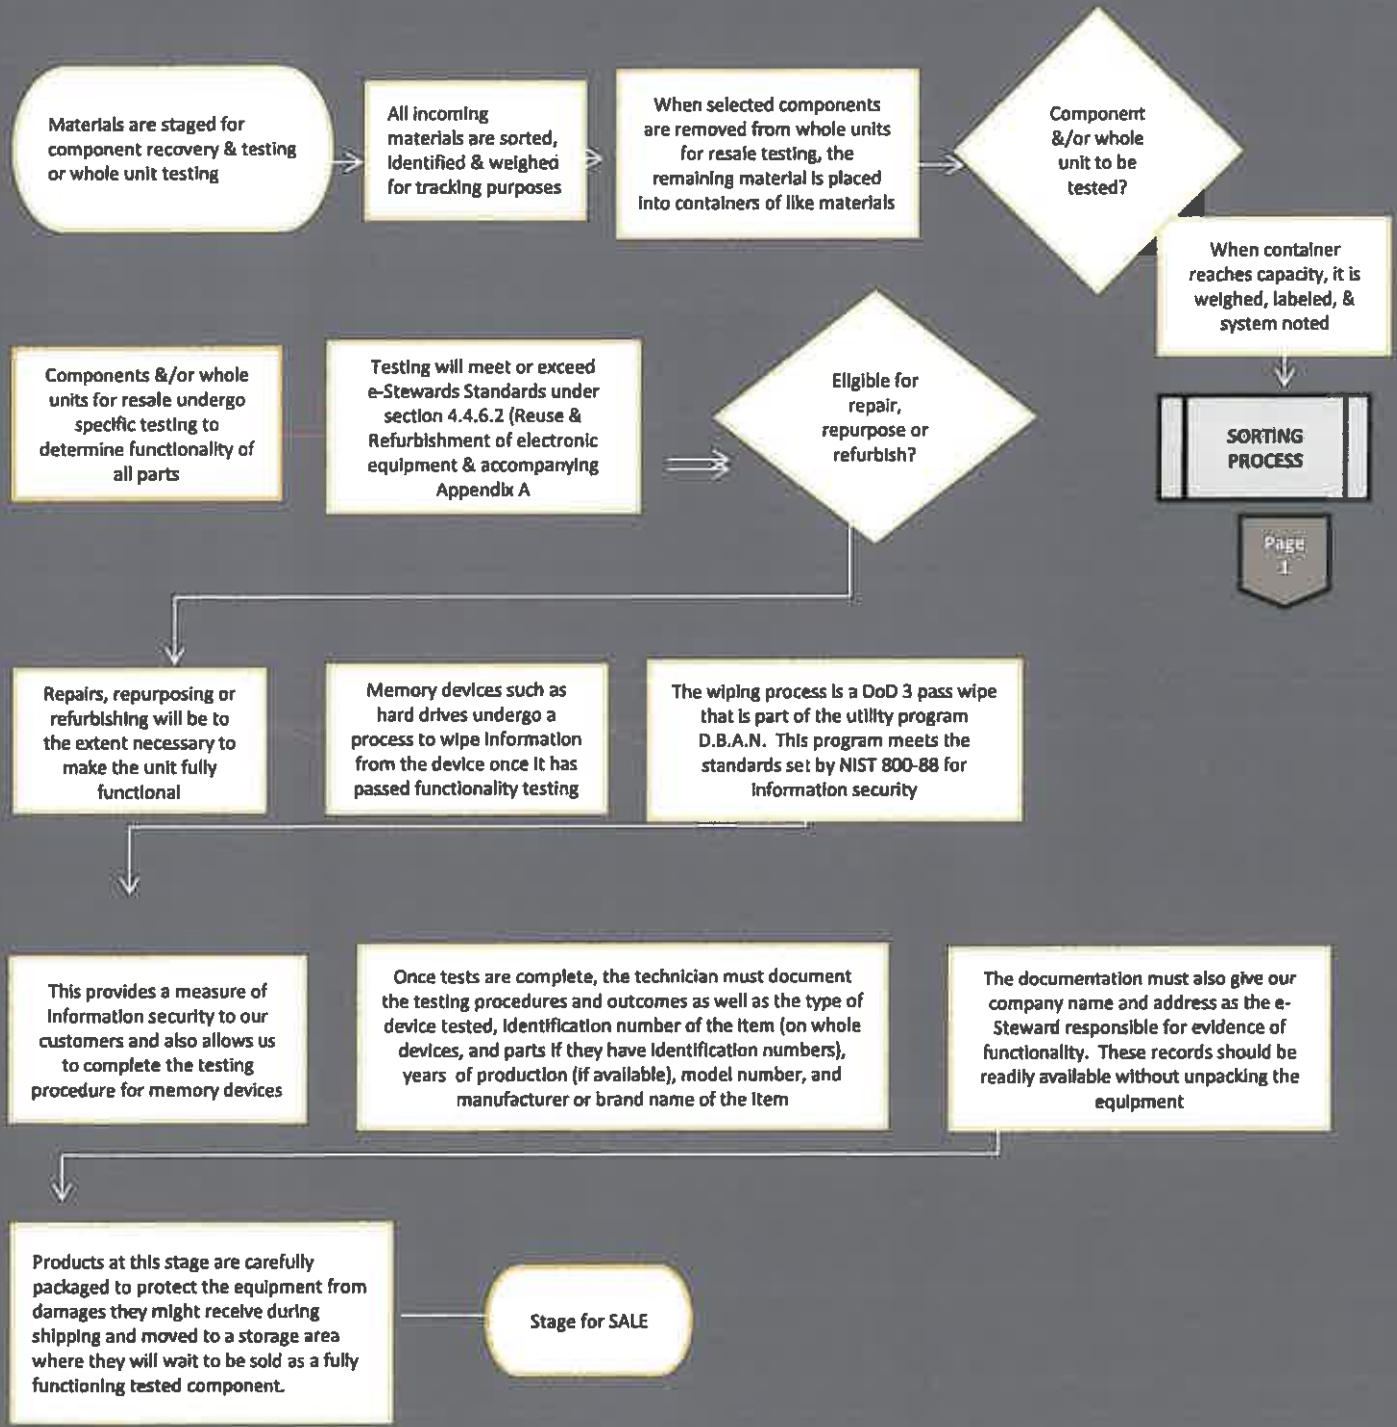 Materials are staged for
component recovery & testing
or whole unit testing
All incoming
materials are sorted,
identified & weighed
for tracking purposes
When selected components
are removed from whole units
for resale testing, the
remaining material is placed
into containers of like materials
Component
&/or whole
unit to be
tested?
When container
reaches capacity, it is
weighed, labeled, &
system noted
SORTING
PROCESS
Page
1
Components &/or whole
units for resale undergo
specific testing to
determine functionality of
all parts
Testing will meet or exceed
e-Stewards Standards under
section 4.4.6.2 (Reuse &
Refurbishment of electronic
equipment & accompanying
Appendix A
Eligible for
repair,
repurpose or
refurbish?
Repairs, repurposing or
refurbishing will be to
the extent necessary to
make the unit fully
functional
Memory devices such as
hard drives undergo a
process to wipe information
from the device once it has
passed functionality testing
The wiping process is a DoD 3 pass wipe
that is part of the utility program
D.B.A.N. This program meets the
standards set by NIST 800-88 for
information security
This provides a measure of
information security to our
customers and also allows us
to complete the testing
procedure for memory devices
Once tests are complete, the technician must document
the testing procedures and outcomes as well as the type of
device tested, identification number of the item (on whole
devices, and parts if they have identification numbers),
years of production (if available), model number, and
manufacturer or brand name of the item
The documentation must also give our
company name and address as the e-
Steward responsible for evidence of
functionality. These records should be
readily available without unpacking the
equipment
Products at this stage are carefully
packaged to protect the equipment from
damages they might receive during
shipping and moved to a storage area
where they will wait to be sold as a fully
functioning tested component.
Stage for SALE